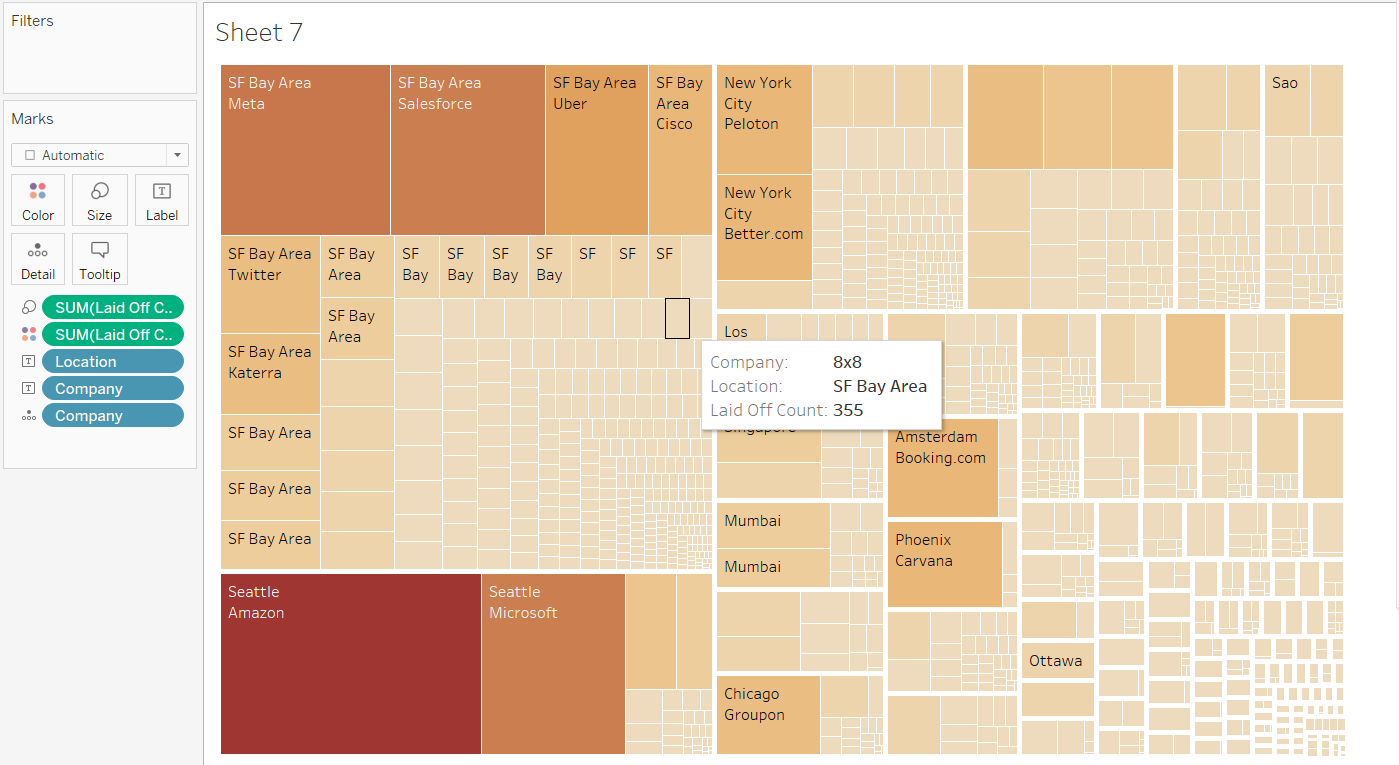 Filters
Marks
Automatic
Color
Size
Label
Detail
Tooltip
SUM(Laid Off C..
SUM(Laid Off C..
Location
Company
Company
Sheet 7
SF Bay Area
Meta
SF Bay Area
Salesforce
SF Bay Area
Uber
SF Bay
Area
Cisco
SF Bay Area
Twitter
SF Bay Area
Katerra
SF Bay Area
SF Bay Area
SF Bay Area
SF Bay
Area
SF Bay
Area
SF
Bay
SF
Bay
SF
Bay
SF
Bay
SF
SF
SF
Seattle
Amazon
Seattle
Microsoft
New York
City
Peloton
New York
City
Better.com
Sao
Los
Company: 8x8
Location: SF Bay Area
Laid Off Count: 355
Singapore
Amsterdam
Booking.com
Mumbai
Mumbai
Phoenix
Carvana
Chicago
Groupon
Ottawa